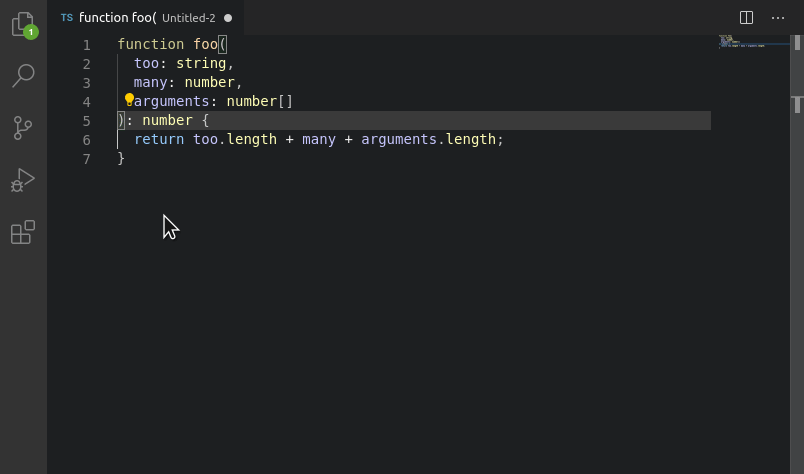 TS function foo( Untitled-2
1
1 function foo(
2 too: string,
3 many: number,
4 arguments: number[]
5 ): number {
6 return too.length + many + arguments.length;
7 }